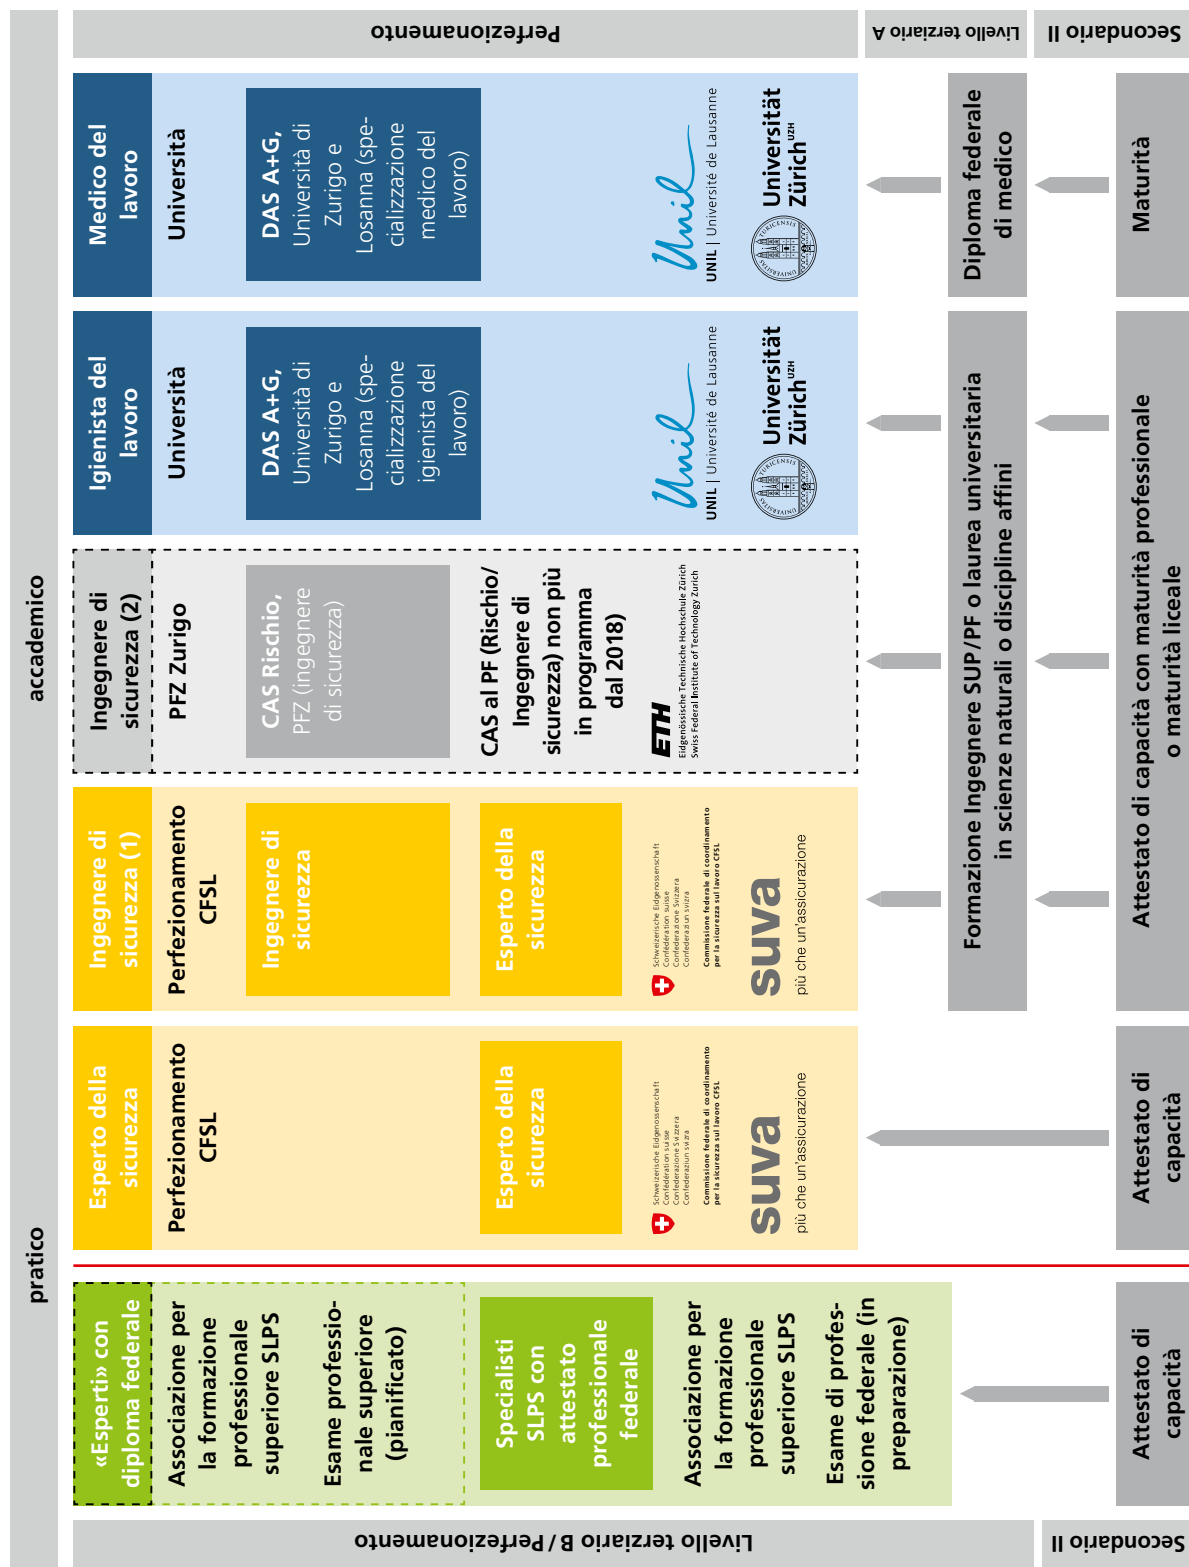 pratico
accademico
Livello terziario B / Perfezionamento
Secondario II
Perfezionamento
Livello terziario A
Secondario II
«Esperti» con
diploma federale
Associazione per
la formazione
professionale
superiore SLPS
Esame professio-
nale superiore
(pianificato)
Specialisti
SLPS con
attestato
professionale
federale
Associazione per
la formazione
professionale
superiore SLPS
Esame di profes-
sione federale (in
preparazione)
Attestato di
capacità
Esperto della
sicurezza
Perfezionamento
CFSL
Esperto della
sicurezza
Schweizerische Eidgenossenschaft
Confédération suisse
Confederazione Svizzera
Confederaziun svizra
Commissione federale di coordinamento
per la sicurezza sul lavoro CFSL
suva
più che un'assicurazione
Attestato di
capacità
Ingegnere di
sicurezza (1)
Perfezionamento
CFSL
Ingegnere di
sicurezza
Esperto della
sicurezza
Schweizerische Eidgenossenschaft
Confédération suisse
Confederazione Svizzera
Confederaziun svizra
Commissione federale di coordinamento
per la sicurezza sul lavoro CFSL
suva
più che un'assicurazione
Ingegnere di
sicurezza (2)
PFZ Zurigo
CAS Rischio,
PFZ (ingegnere
di sicurezza)
CAS al PF (Rischio/
Ingegnere di
sicurezza) non più
in programma
dal 2018)
ETH
Eidgenössische Technische Hochschule Zürich
Swiss Federal Institute of Technology Zurich
Igienista del
lavoro
Università
DAS A+G,
Università di
Zurigo e
Losanna (spe-
cializzazione
igienista del
lavoro)
Unil
UNIL | Université de Lausanne
UNIVERSITAS TURICENSIS
Universität
Zürich UZH
Formazione Ingegnere SUP/PF o laurea universitaria
in scienze naturali o discipline affini
Attestato di capacità con maturità professionale
o maturità liceale
Medico del
lavoro
Università
DAS A+G,
Università di
Zurigo e
Losanna (spe-
cializzazione
medico del
lavoro)
Unil
UNIL | Université de Lausanne
UNIVERSITAS TURICENSIS
Universität
Zürich UZH
Diploma federale
di medico
Maturità